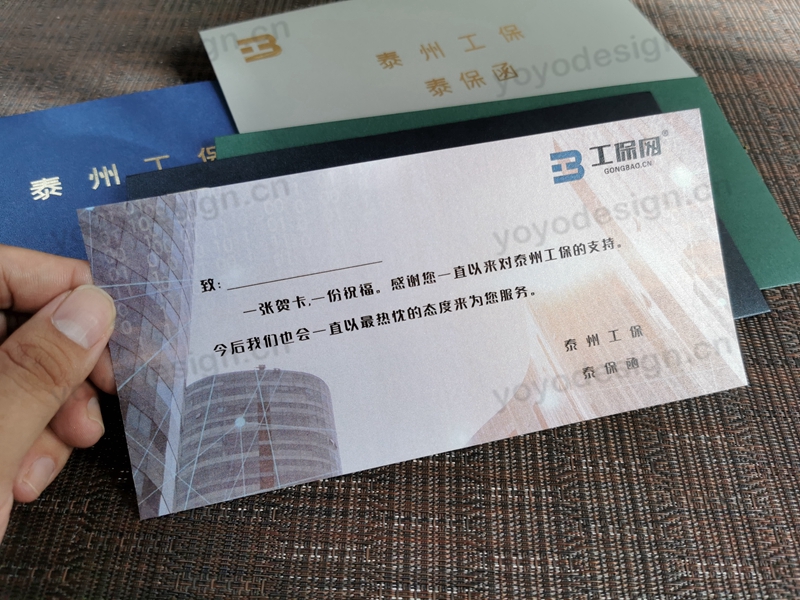 泰州工保
泰保函
泰州工保
工保网®
GONGBAO.CN
致:
一张贺卡,一份祝福。感谢您一直以来对泰州工保的支持。
今后我们也会一直以最热忱的态度来为您服务。
泰州工保
泰保函
yoyodesign.cn
yoyodesign.cn
yoyodesign.cn